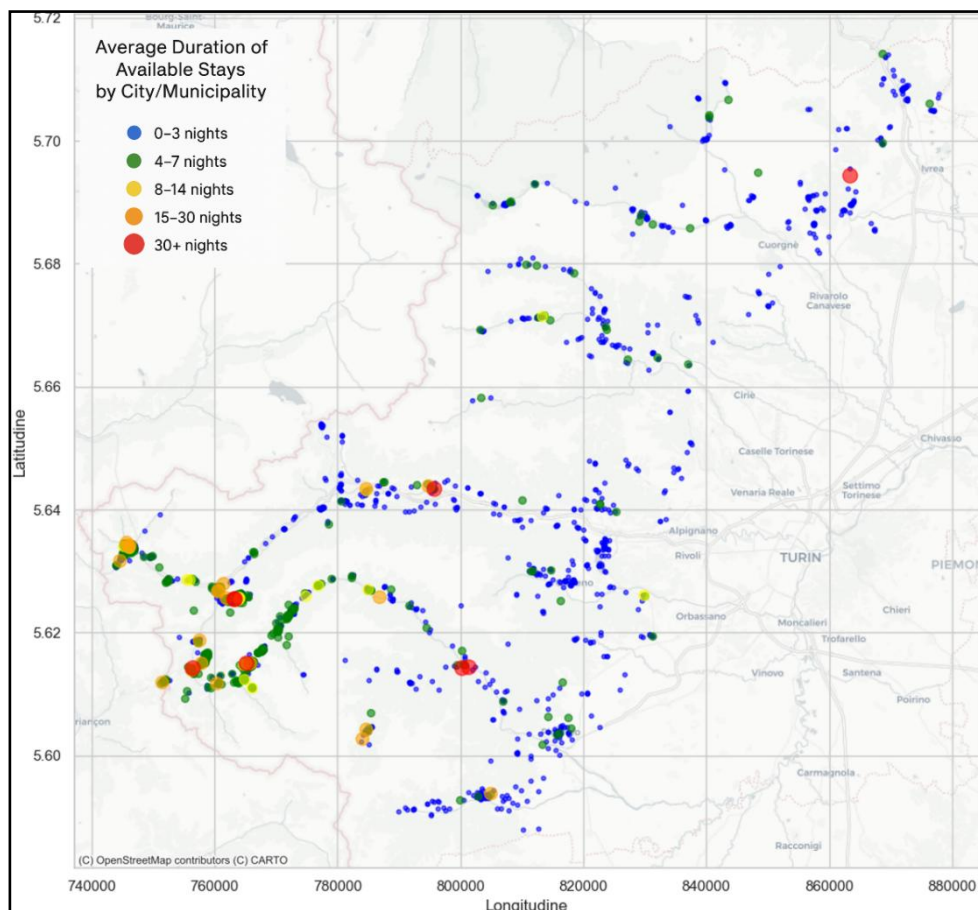 Bourg-Saint-
Maurice
5.72
Average Duration of
Available Stays
by City/Municipality
0–3 nights
4–7 nights
8–14 nights
15–30 nights
30+ nights
5.70
Ivrea
Cuorgnè
5.68
Rivarolo
Canavese
5.66
Ciriè
Chivasso
Caselle Torinese
Latitudine
Venaria Reale
Settimo
Torinese
5.64
Alpignano
Rivoli
TURIN
PIEMON
eno
Orbassano
Chieri
5.62
Moncalieri
Trofarello
Vinovo
Santena
Poirino
riançon
5.60
Carmagnola
Racconigi
(C) OpenStreetMap contributors (C) CARTO
740000 760000 780000 800000 820000 840000 860000 880000
Longitudine